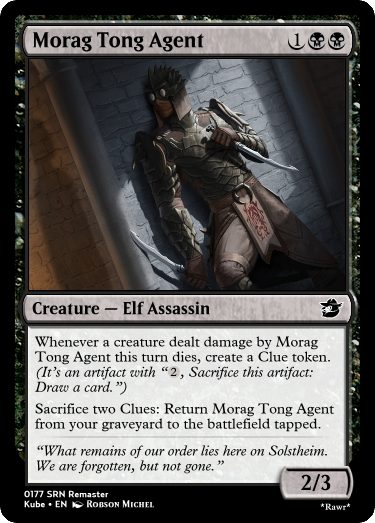 Morag Tong Agent 1
Creature — Elf Assassin
Whenever a creature dealt damage by Morag
Tong Agent this turn dies, create a Clue token.
(It's an artifact with “2, Sacrifice this artifact:
Draw a card.”)
Sacrifice two Clues: Return Morag Tong Agent
from your graveyard to the battlefield tapped.
“What remains of our order lies here on Solstheim.
We are forgotten, but not gone.”
2/3
0177 SRN Remaster
Kube • EN Robson Michel
*Rawr*